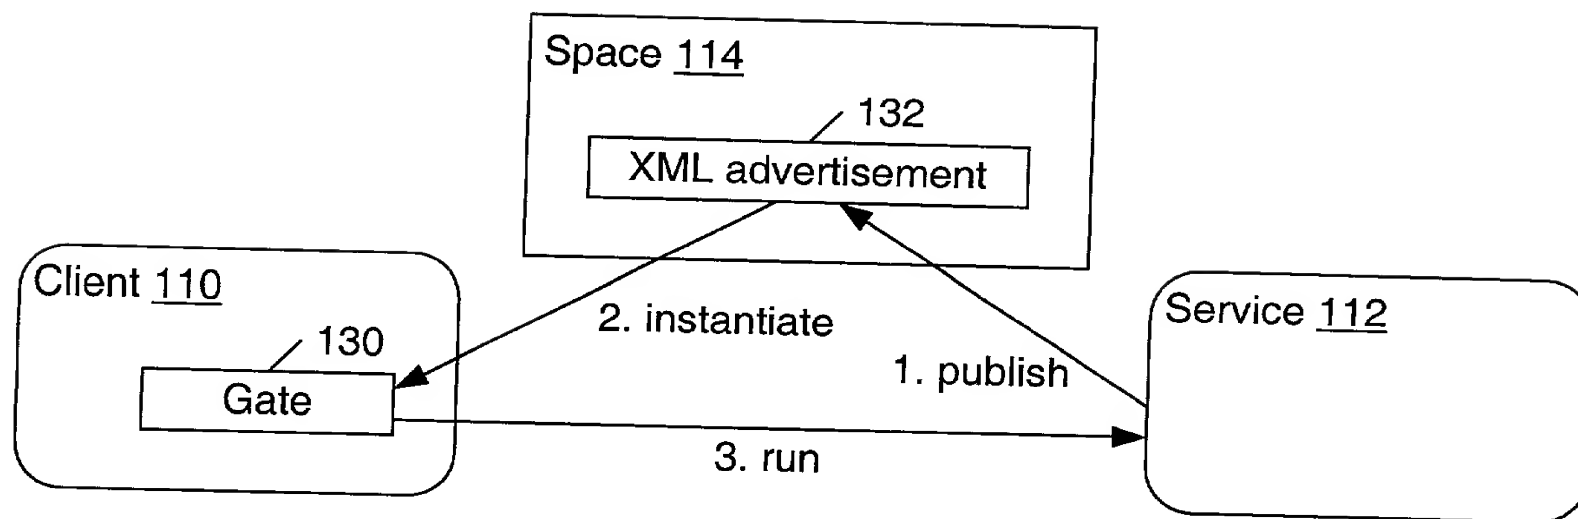 Space 114
132
XML advertisement
Client 110
2. instantiate
Service 112
130
1. publish
Gate
3. run